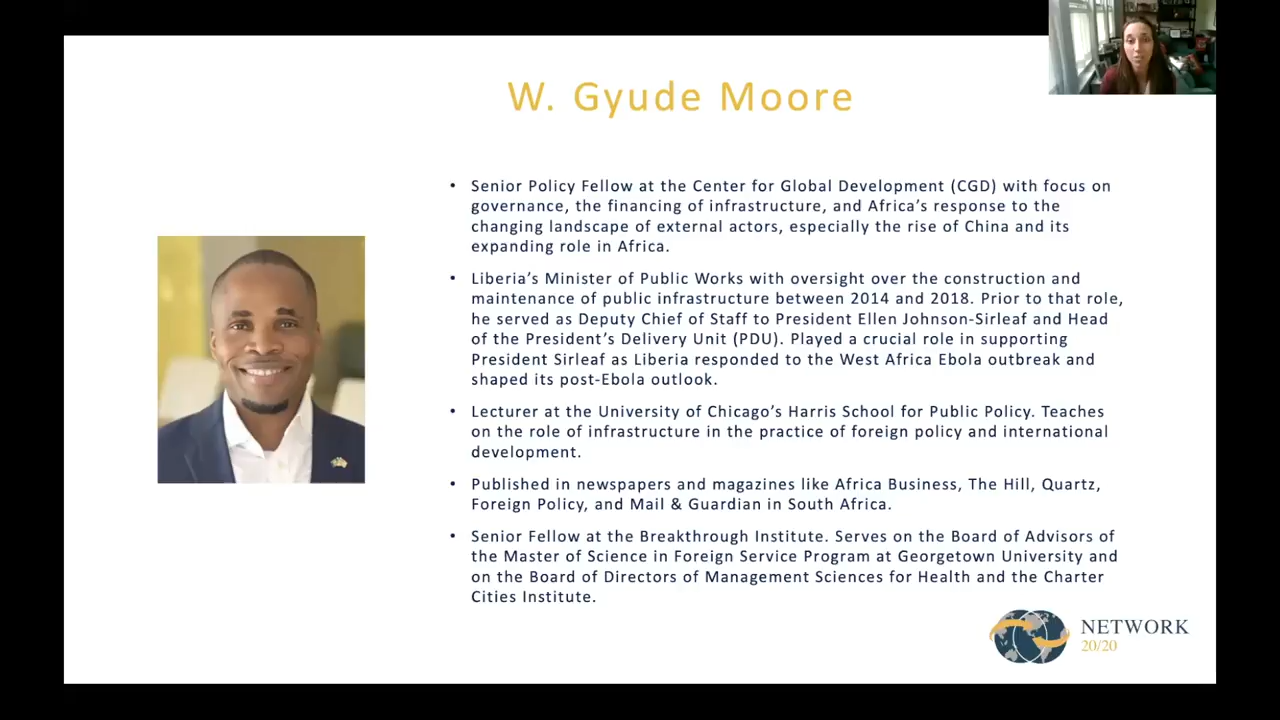 W. Gyude Moore
• Senior Policy Fellow at the Center for Global Development (CGD) with focus on
governance, the financing of infrastructure, and Africa’s response to the
changing landscape of external actors, especially the rise of China and its
expanding role in Africa.
• Liberia’s Minister of Public Works with oversight over the construction and
maintenance of public infrastructure between 2014 and 2018. Prior to that role,
he served as Deputy Chief of Staff to President Ellen Johnson-Sirleaf and Head
of the President’s Delivery Unit (PDU). Played a crucial role in supporting
President Sirleaf as Liberia responded to the West Africa Ebola outbreak and
shaped its post-Ebola outlook.
• Lecturer at the University of Chicago’s Harris School for Public Policy. Teaches
on the role of infrastructure in the practice of foreign policy and international
development.
• Published in newspapers and magazines like Africa Business, The Hill, Quartz,
Foreign Policy, and Mail & Guardian in South Africa.
• Senior Fellow at the Breakthrough Institute. Serves on the Board of Advisors of
the Master of Science in Foreign Service Program at Georgetown University and
on the Board of Directors of Management Sciences for Health and the Charter
Cities Institute.
NETWORK
20/20